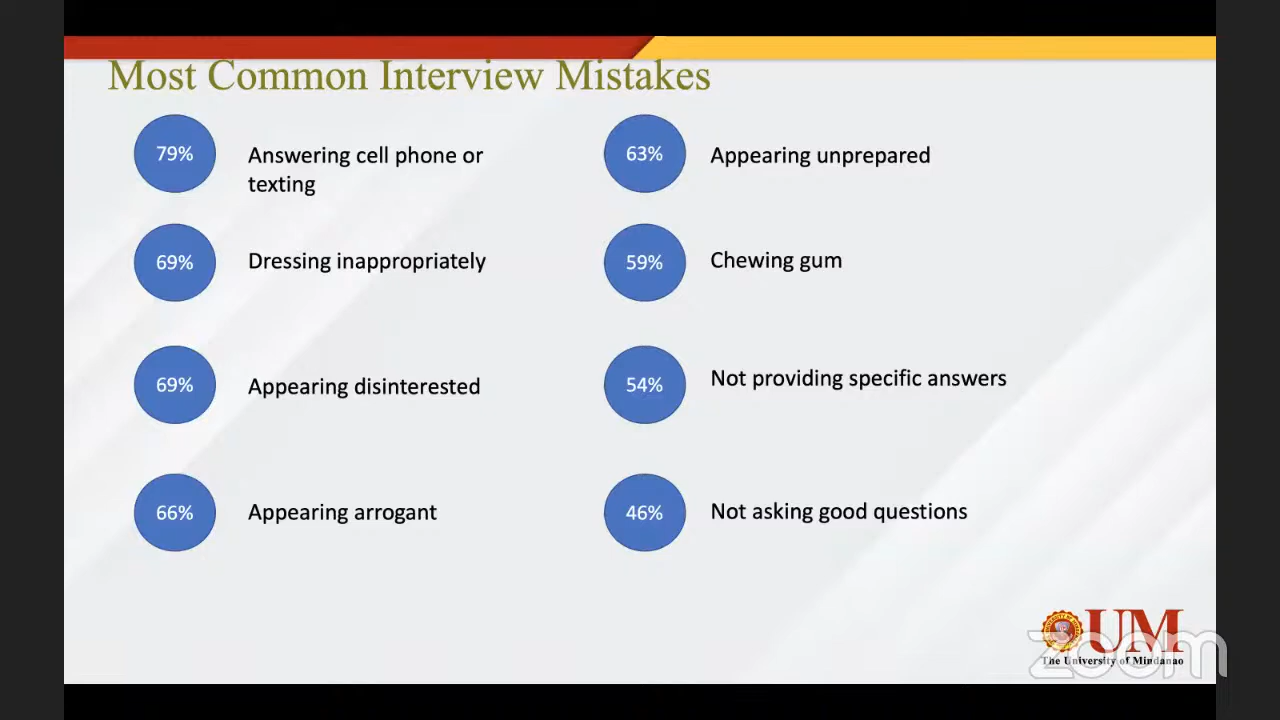 Most Common Interview Mistakes
79%
Answering cell phone or
texting
69%
Dressing inappropriately
69%
Appearing disinterested
66%
Appearing arrogant
63%
Appearing unprepared
59%
Chewing gum
54%
Not providing specific answers
46%
Not asking good questions
UM
The University of Mindanao
zoom